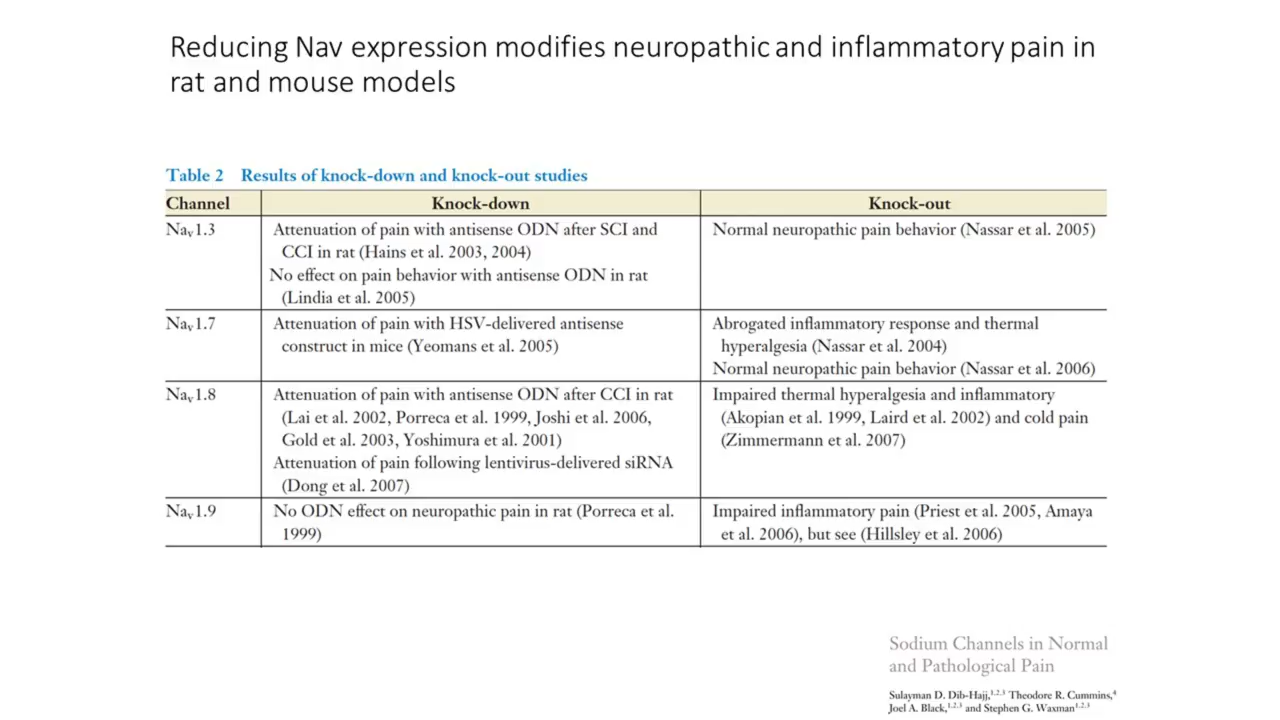 Reducing Nav expression modifies neuropathic and inflammatory pain in
rat and mouse models
Table 2 Results of knock-down and knock-out studies
Channel Knock-down Knock-out
Nav1.3 Attenuation of pain with antisense ODN after SCI and Normal neuropathic pain behavior (Nassar et al. 2005)
CCI in rat (Hains et al. 2003, 2004)
No effect on pain behavior with antisense ODN in rat
(Lindia et al. 2005)
Nav1.7 Attenuation of pain with HSV-delivered antisense Abrogated inflammatory response and thermal
construct in mice (Yeomans et al. 2005) hyperalgesia (Nassar et al. 2004)
Normal neuropathic pain behavior (Nassar et al. 2006)
Nav1.8 Attenuation of pain with antisense ODN after CCI in rat Impaired thermal hyperalgesia and inflammatory
(Lai et al. 2002, Porreca et al. 1999, Joshi et al. 2006, (Akopian et al. 1999, Laird et al. 2002) and cold pain
Gold et al. 2003, Yoshimura et al. 2001) (Zimmermann et al. 2007)
Attenuation of pain following lentivirus-delivered siRNA
(Dong et al. 2007)
Nav1.9 No ODN effect on neuropathic pain in rat (Porreca et al. Impaired inflammatory pain (Priest et al. 2005, Amaya
1999) et al. 2006), but see (Hillsley et al. 2006)
Sodium Channels in Normal
and Pathological Pain
Sulayman D. Dib-Hajj,1,2,3 Theodore R. Cummins,4
Joel A. Black,1,2,3 and Stephen G. Waxman1,2,3